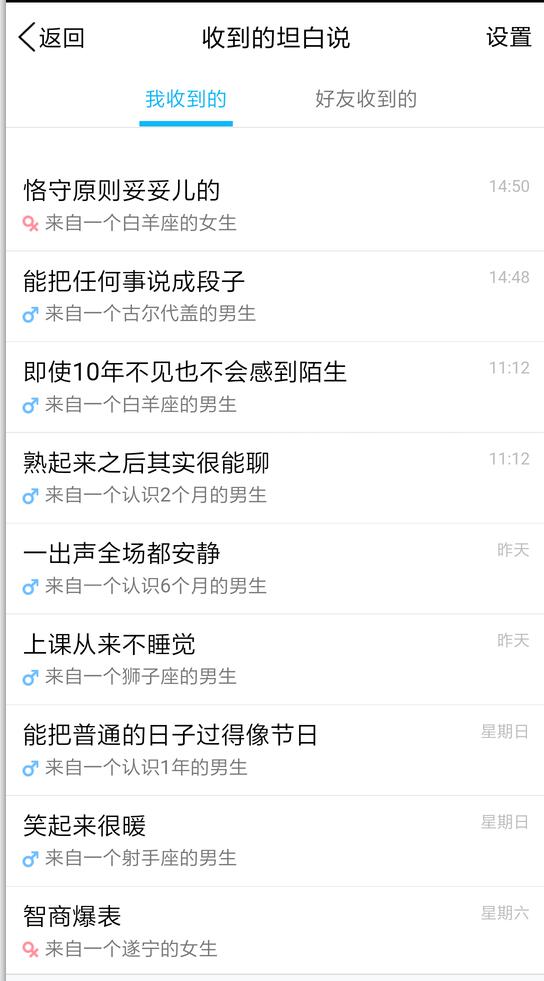 返回
收到的坦白说
设置
我收到的
好友收到的
恪守原则妥妥儿的
14:50
来自一个白羊座的女生
能把任何事说成段子
14:48
来自一个古尔代盖的男生
即使10年不见也不会感到陌生
11:12
来自一个白羊座的男生
熟起来之后其实很能聊
11:12
来自一个认识2个月的男生
一出声全场都安静
昨天
来自一个认识6个月的男生
上课从来不睡觉
昨天
来自一个狮子座的男生
能把普通的日子过得像节日
星期日
来自一个认识1年的男生
笑起来很暖
星期日
来自一个射手座的男生
智商爆表
星期六
来自一个遂宁的女生